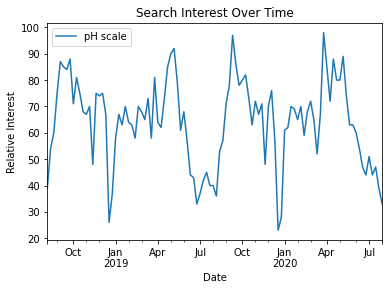 Search Interest Over Time
pH scale
Relative Interest
100
90
80
70
60
50
40
30
20
Oct
Jan
2019
Apr
Jul
Oct
Jan
2020
Apr
Jul
Date